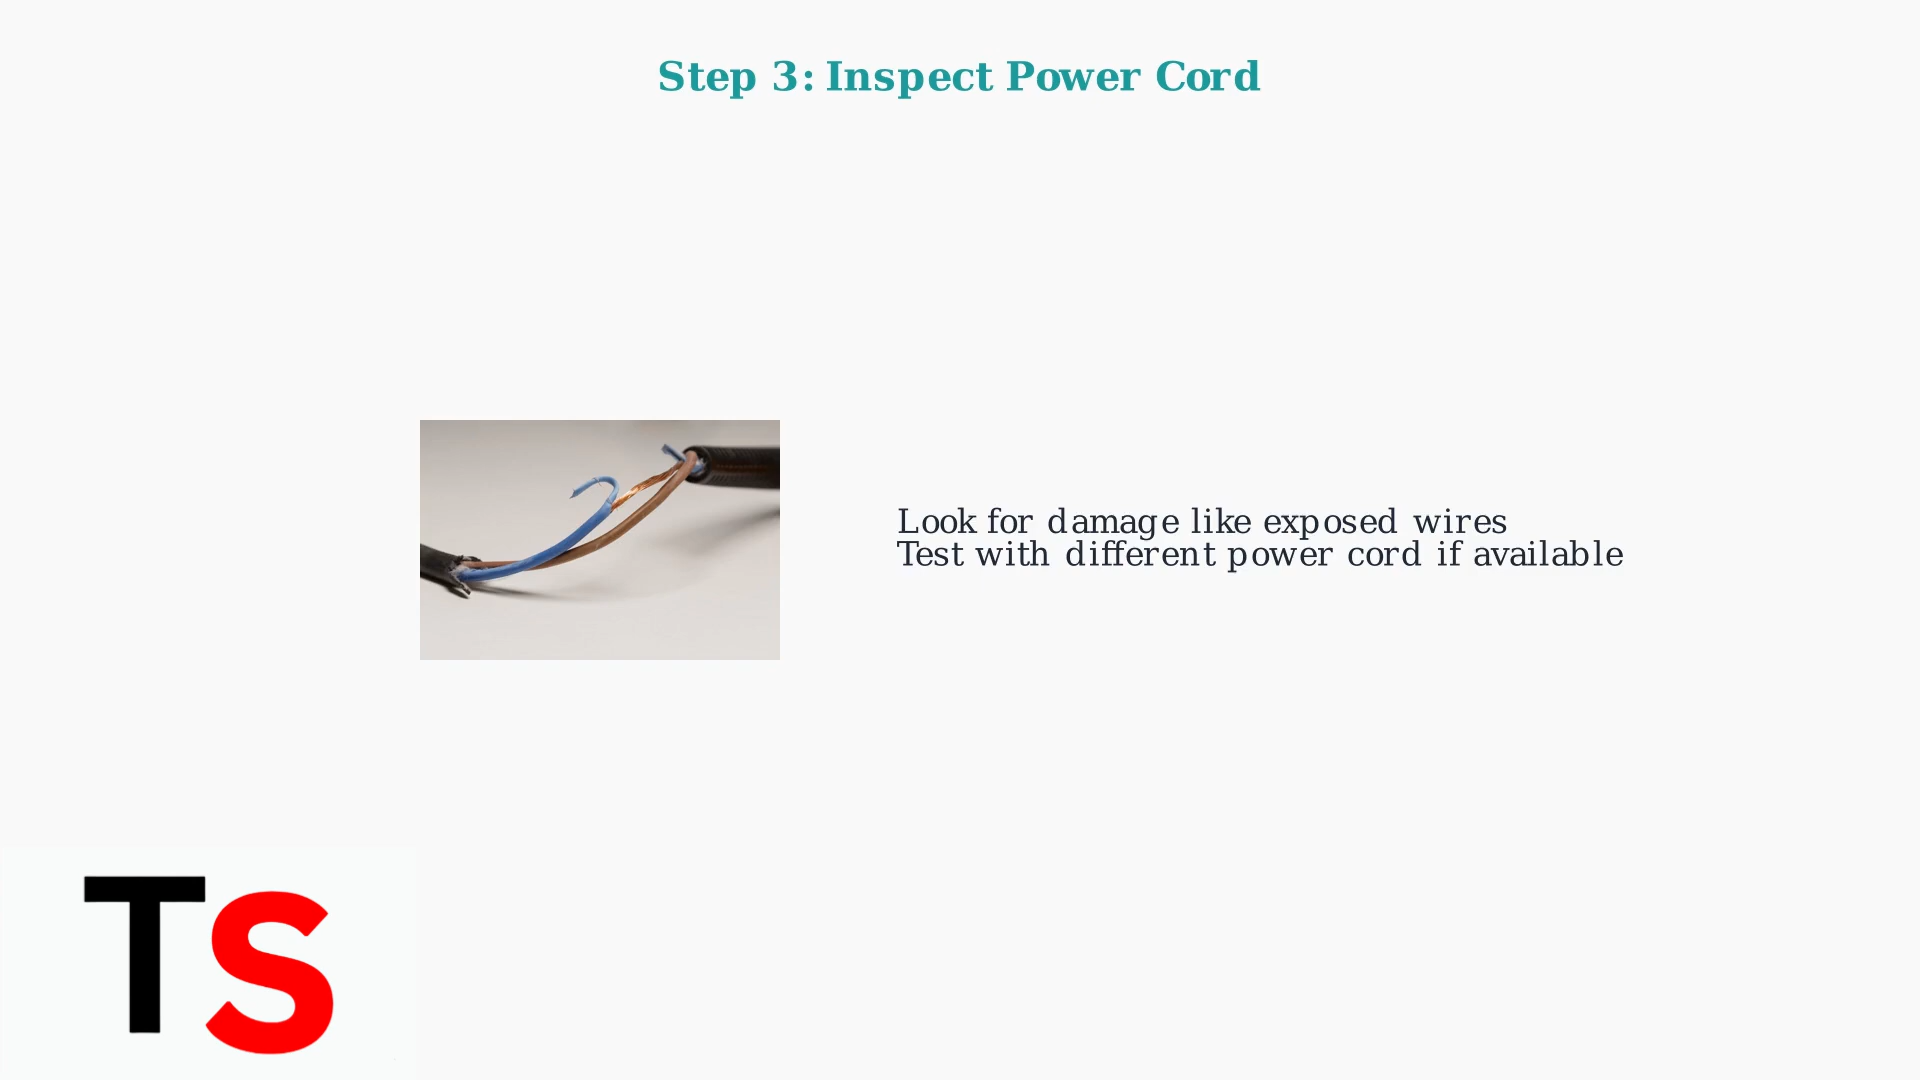 Step 3: Inspect Power Cord
Look for damage like exposed wires
Test with different power cord if available
TS